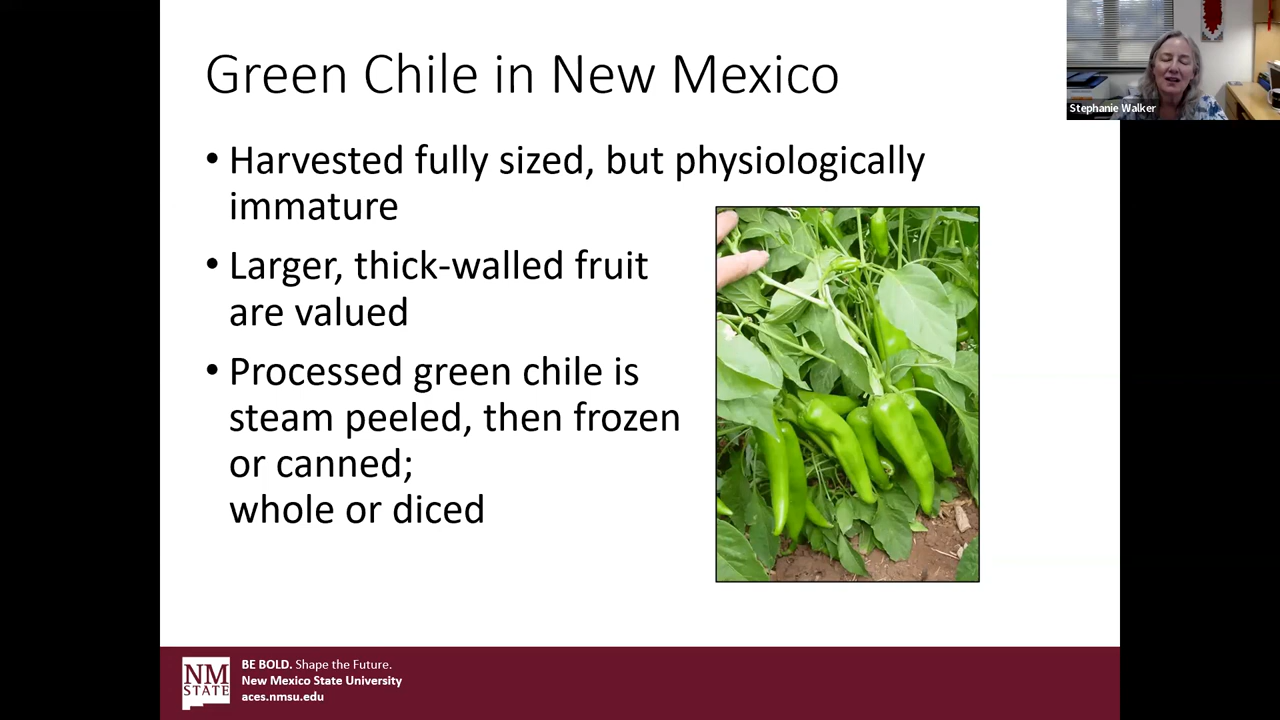 Green Chile in New Mexico
Stephanie Walker
• Harvested fully sized, but physiologically
immature
• Larger, thick-walled fruit
are valued
• Processed green chile is
steam peeled, then frozen
or canned;
whole or diced
NM
STATE
BE BOLD. Shape the Future.
New Mexico State University
aces.nmsu.edu